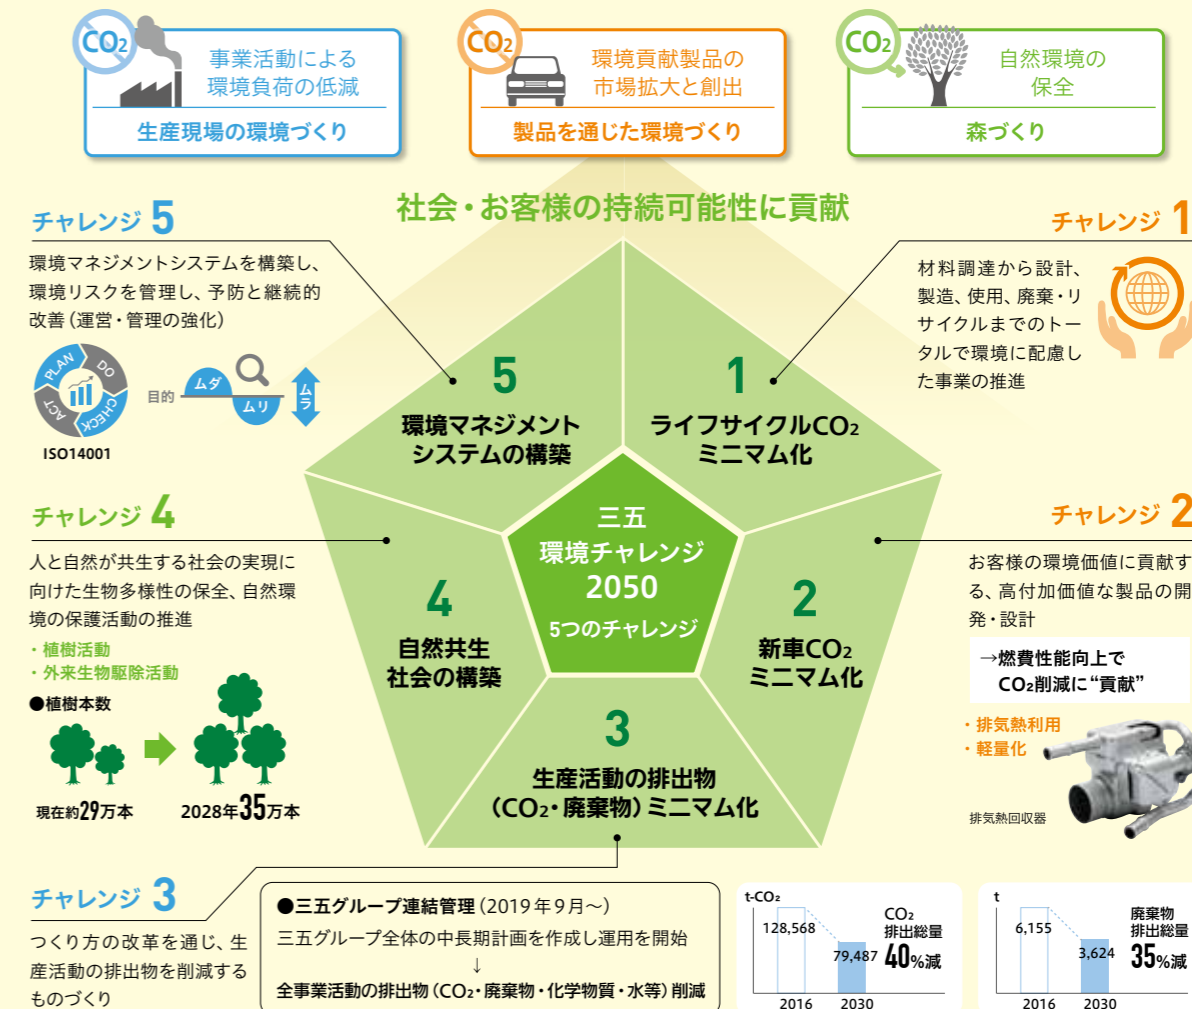 CO2
事業活動による
環境負荷の低減
生産現場の環境づくり
CO2
環境貢献製品の
市場拡大と創出
製品を通じた環境づくり
CO2
自然環境の
保全
森づくり
社会・お客様の持続可能性に貢献
チャレンジ 5
環境マネジメントシステムを構築し、
環境リスクを管理し、予防と継続的
改善（運営・管理の強化）
PLAN
DO
CHECK
ACT
ISO14001
目的
ムダ
ムリ
ムラ
チャレンジ 1
材料調達から設計、
製造、使用、廃棄・リ
サイクルまでのトー
タルで環境に配慮し
た事業の推進
5
環境マネジメント
システムの構築
1
ライフサイクルCO2
ミニマム化
三五
環境チャレンジ
2050
5つのチャレンジ
4
自然共生
社会の構築
2
新車CO2
ミニマム化
3
生産活動の排出物
（CO2・廃棄物）ミニマム化
チャレンジ 4
人と自然が共生する社会の実現に
向けた生物多様性の保全、自然環
境の保護活動の推進
・植樹活動
・外来生物駆除活動
●植樹本数
現在約29万本
2028年35万本
チャレンジ 2
お客様の環境価値に貢献す
る、高付加価値な製品の開
発・設計
→燃費性能向上で
CO2削減に“貢献”
・排気熱利用
・軽量化
排気熱回収器
チャレンジ 3
つくり方の改革を通じ、生
産活動の排出物を削減する
ものづくり
●三五グループ連結管理（2019年9月～）
三五グループ全体の中長期計画を作成し運用を開始
↓
全事業活動の排出物（CO2・廃棄物・化学物質・水等）削減
t-CO2
128,568
79,487
2016
2030
CO2
排出総量
40%減
t
6,155
3,624
2016
2030
廃棄物
排出総量
35%減